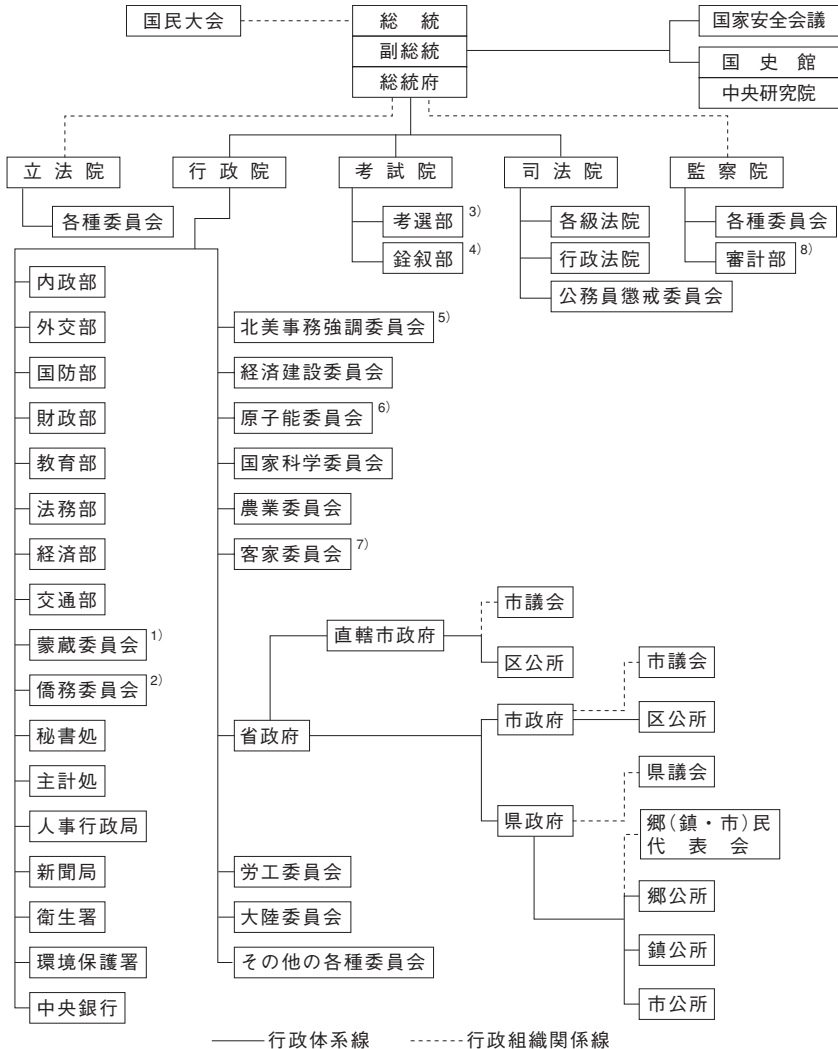 国民大会
総統
副総統
総統府
国家安全会議
国史館
中央研究院
立法院
行政院
考試院
司法院
監察院
各種委員会
考選部 3)
銓叙部 4)
各級法院
行政法院
公務員懲戒委員会
各種委員会
審計部 8)
内政部
外交部
国防部
財政部
教育部
法務部
経済部
交通部
蒙蔵委員会 1)
僑務委員会 2)
秘書処
主計処
人事行政局
新聞局
衛生署
環境保護署
中央銀行
北美事務強調委員会 5)
経済建設委員会
原子能委員会 6)
国家科学委員会
農業委員会
客家委員会 7)
省政府
労工委員会
大陸委員会
その他の各種委員会
直轄市政府
市議会
区公所
市政府
市議会
区公所
県政府
県議会
郷(鎮・市)民
代表会
郷公所
鎮公所
市公所
行政体系線
行政組織関係線